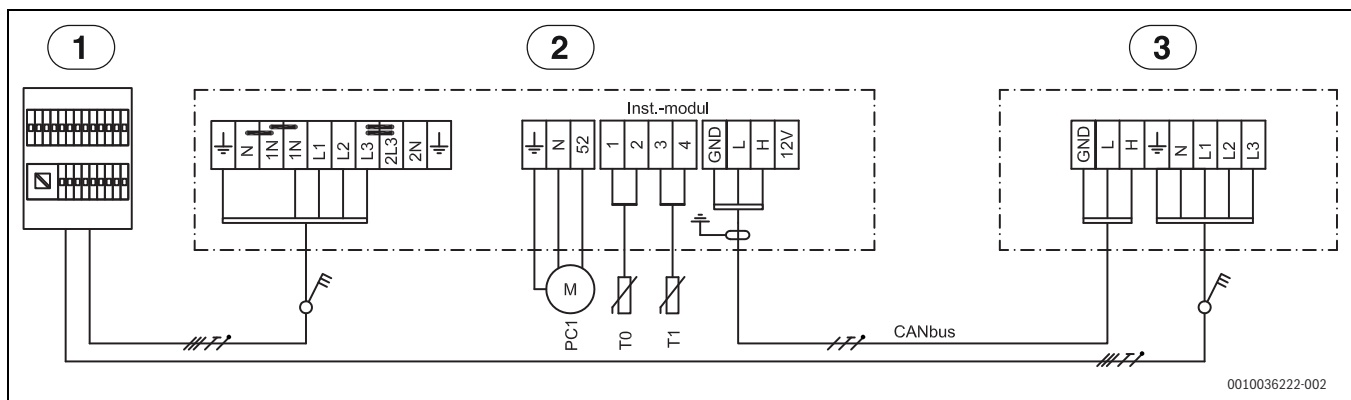 1
2
3
Inst.-modul
N
1N
1N
L1
L2
L3
2L3
2N
N
52
1
2
3
4
GND
L
H
12V
GND
L
H
N
L1
L2
L3
M
PC1
T0
T1
CANbus
0010036222-002